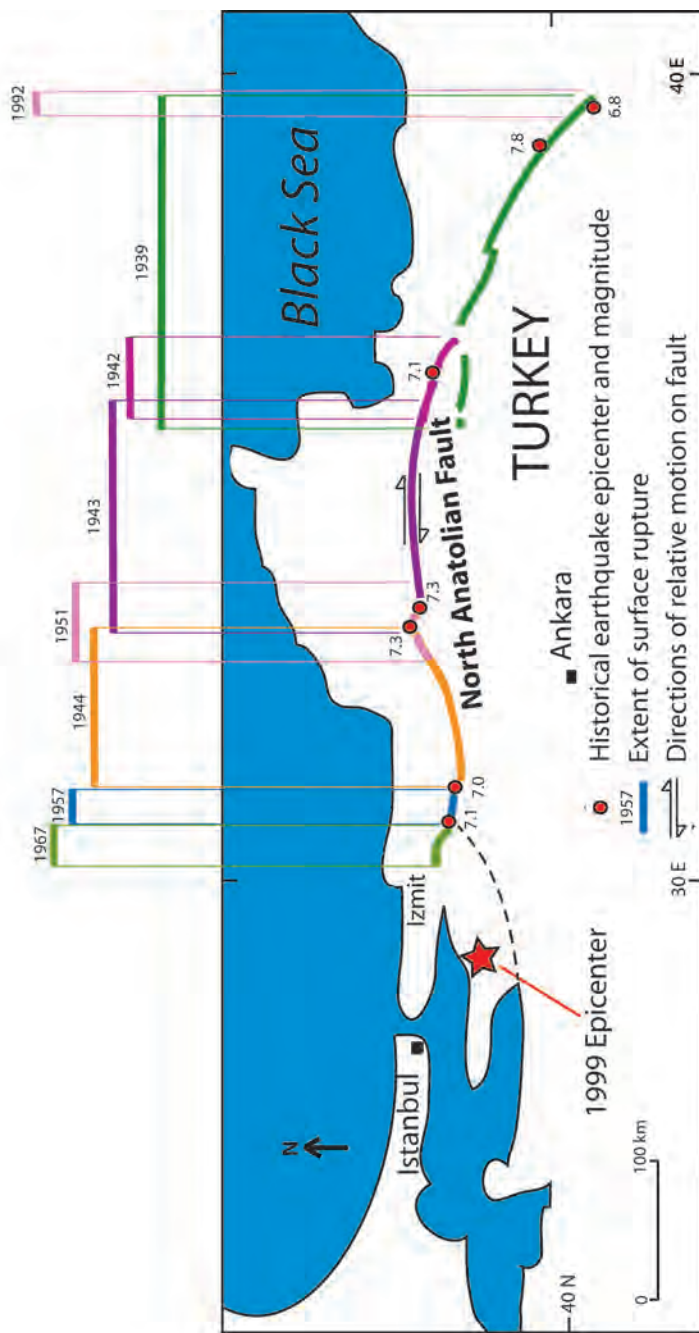 1967
1957
1944
1951
1943
1942
1939
1992
Black Sea
N
Istanbul
Izmit
7.1
7.0
7.3
7.3
7.1
7.8
6.8
North Anatolian Fault
TURKEY
Ankara
1999 Epicenter
Historical earthquake epicenter and magnitude
1957
Extent of surface rupture
Directions of relative motion on fault
0
100 km
40 N
30 E
40 E